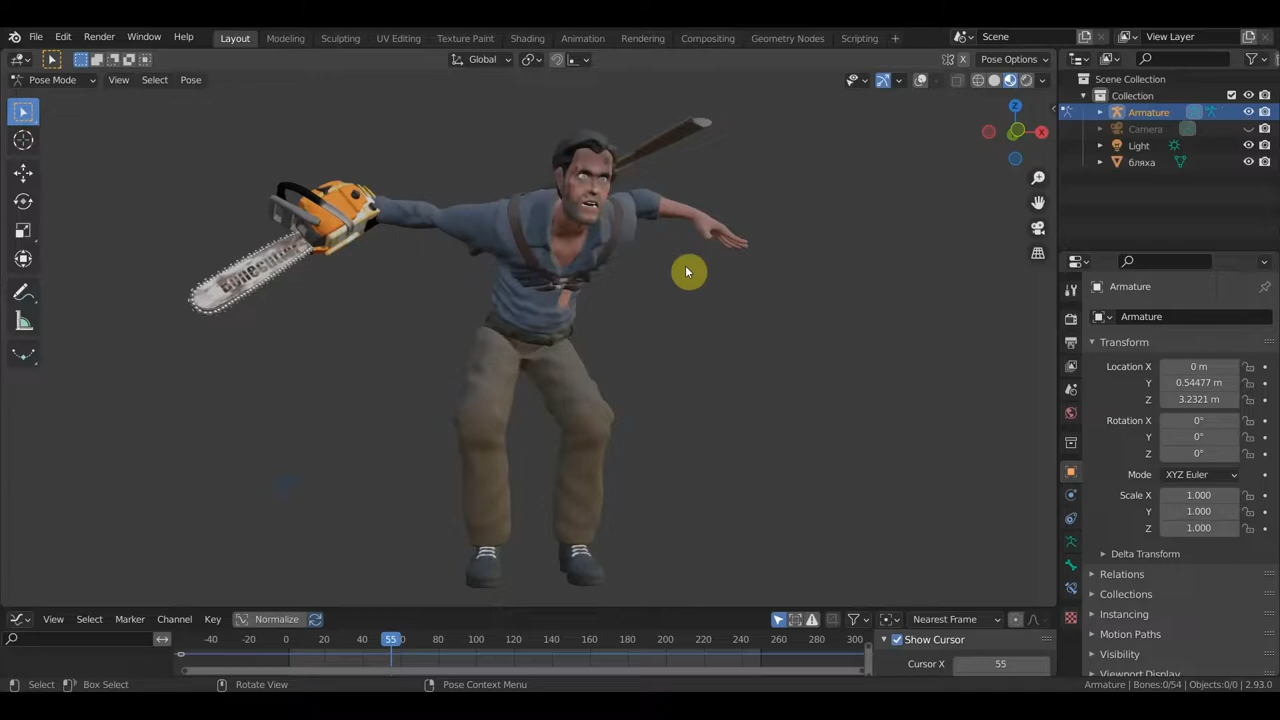 File Edit Render Window Help Layout Modeling Sculpting UV Editing Texture Paint Shading Animation Rendering Compositing Geometry Nodes Scripting + Scene View Layer
Global X Pose Options
Pose Mode View Select Pose
Scene Collection
Collection
Armature
Camera
Light
бляха
Z
X
Armature
Armature
Transform
Location X 0 m
Y 0.54477 m
Z 3.2321 m
Rotation X 0°
Y 0°
Z 0°
Mode XYZ Euler
Scale X 1.000
Y 1.000
Z 1.000
Delta Transform
Relations
Collections
Instancing
Motion Paths
Visibility
Viewport Display
View Select Marker Channel Key Normalize Nearest Frame
-40 -20 0 20 40 55 80 100 120 140 160 180 200 220 240 260 280 300
Show Cursor
Cursor X 55
Select Box Select Rotate View Pose Context Menu Armature | Bones:0/54 | Objects:0/0 | 2.93.0